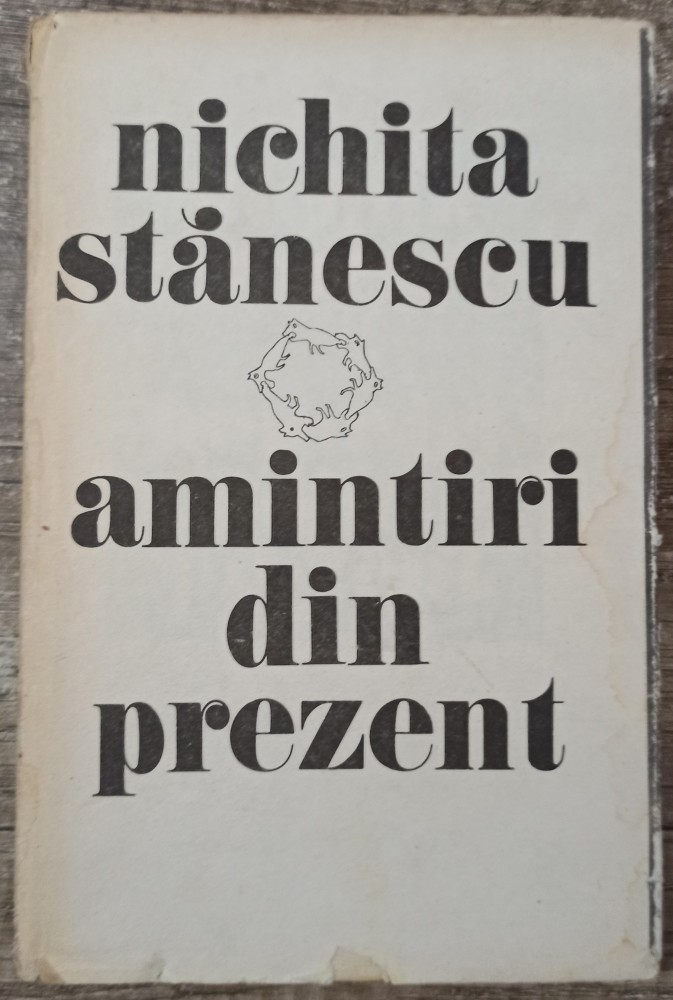 nichita
stănescu
amintiri
din
prezent